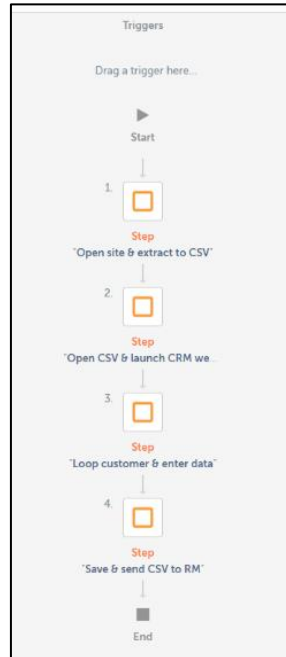 Triggers
Drag a trigger here...
Start
1.
Step
"Open site & extract to CSV"
2.
Step
"Open CSV & launch CRM we...
3.
Step
"Loop customer & enter data"
4.
Step
"Save & send CSV to RM"
End